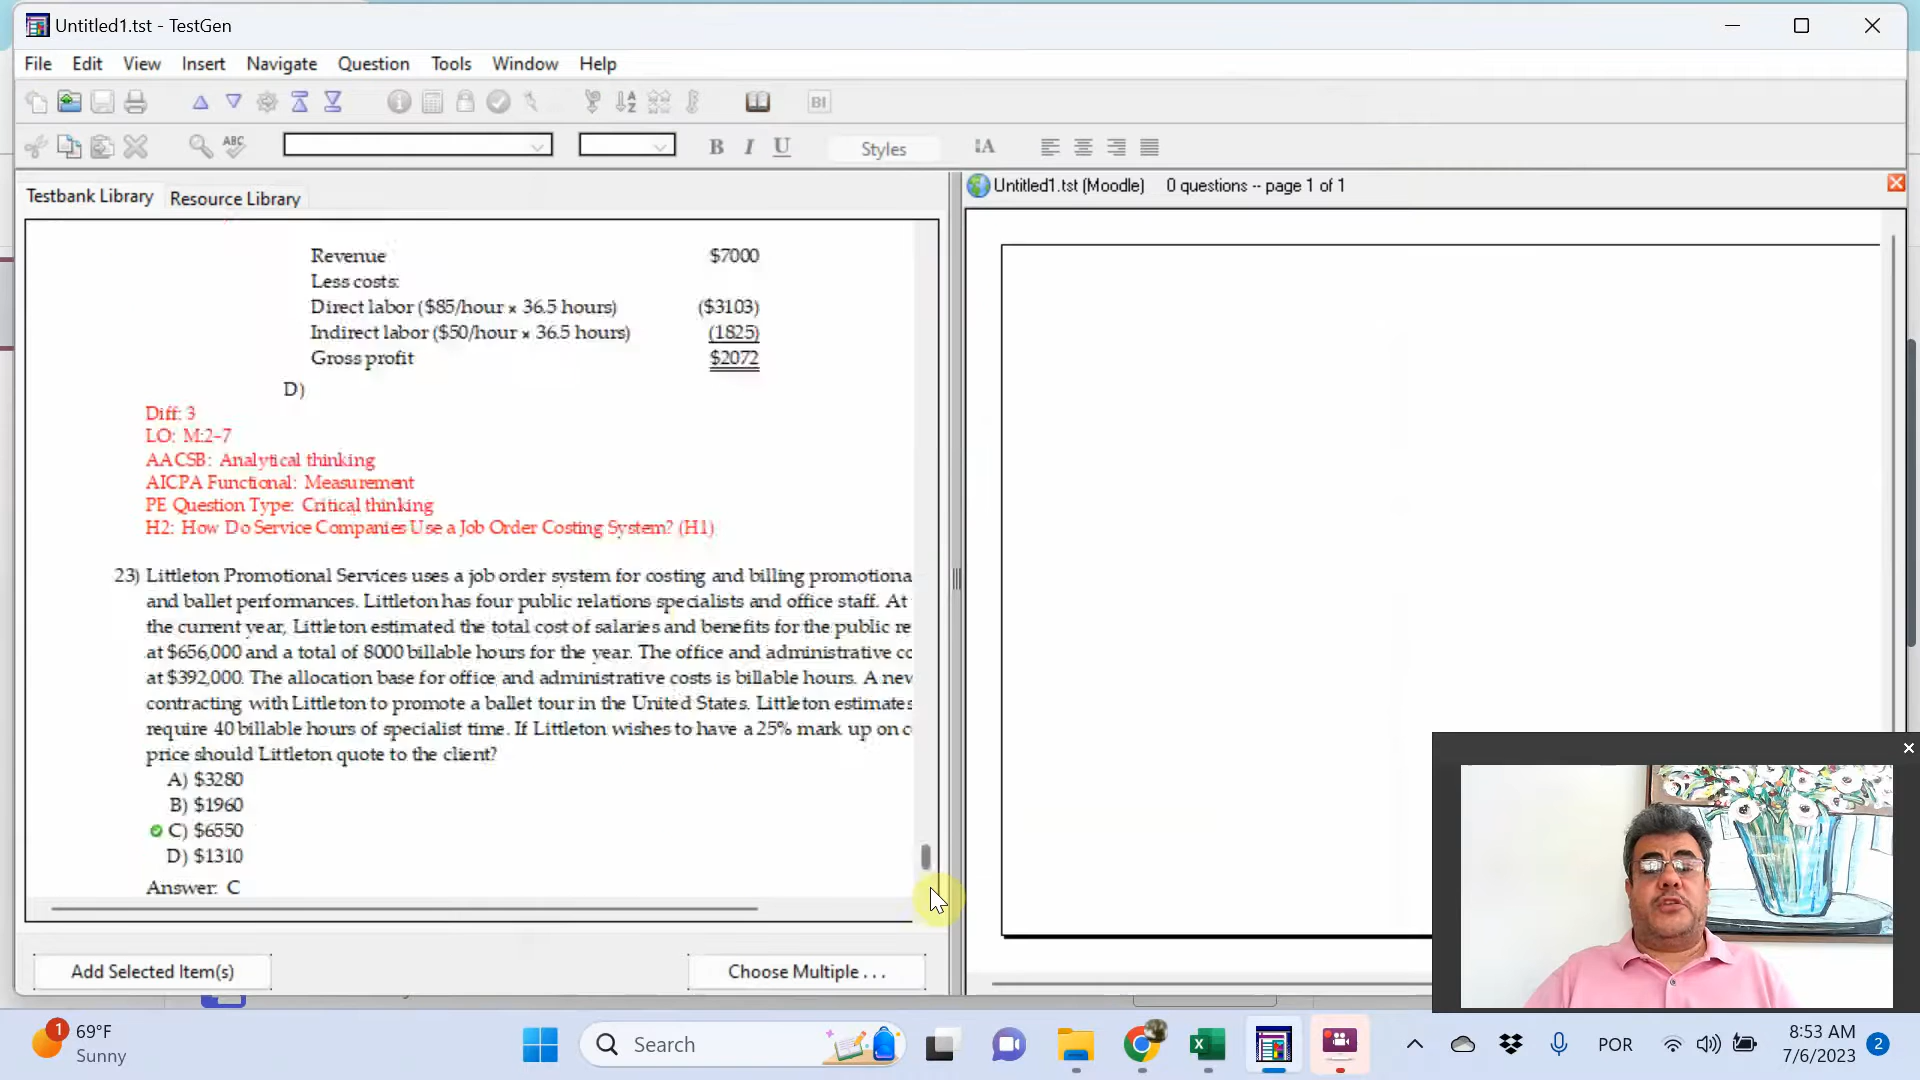 Untitled1.tst - TestGen
File Edit View Insert Navigate Question Tools Window Help
BI
ABC
B I U Styles IA
Testbank Library Resource Library
Untitled1.tst (Moodle) 0 questions -- page 1 of 1
Revenue $7000
Less costs:
Direct labor ($85/hour × 36.5 hours) ($3103)
Indirect labor ($50/hour × 36.5 hours) (1825)
Gross profit $2072
D)
Diff: 3
LO: M:2-7
AACSB: Analytical thinking
AICPA Functional: Measurement
PE Question Type: Critical thinking
H2: How Do Service Companies Use a Job Order Costing System? (H1)
23) Littleton Promotional Services uses a job order system for costing and billing promotiona
and ballet performances. Littleton has four public relations specialists and office staff. At
the current year, Littleton estimated the total cost of salaries and benefits for the public re
at $656,000 and a total of 8000 billable hours for the year. The office and administrative co
at $392,000. The allocation base for office and administrative costs is billable hours. A new
contracting with Littleton to promote a ballet tour in the United States. Littleton estimates
require 40 billable hours of specialist time. If Littleton wishes to have a 25% mark up on c
price should Littleton quote to the client?
A) $3280
B) $1960
C) $6550
D) $1310
Answer: C
Add Selected Item(s) Choose Multiple . . .
1
69°F
Sunny
Search
POR
8:53 AM
7/6/2023
2